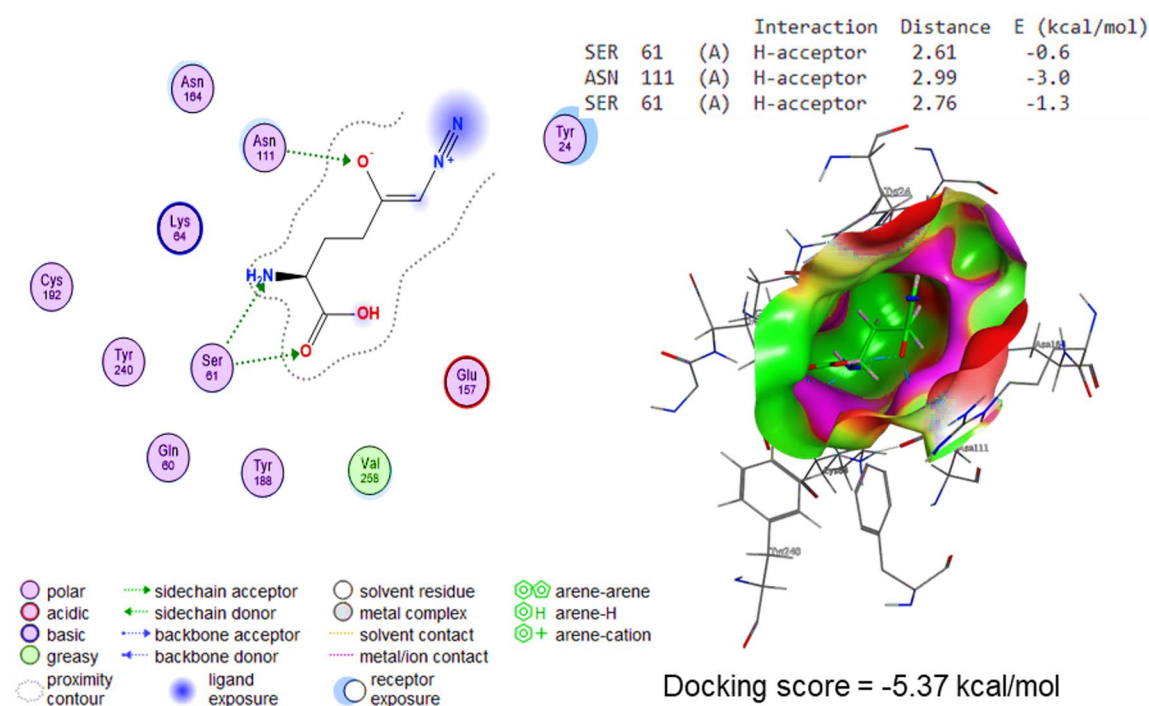 Interaction Distance E (kcal/mol)
SER 61 (A) H-acceptor 2.61 -0.6
ASN 111 (A) H-acceptor 2.99 -3.0
SER 61 (A) H-acceptor 2.76 -1.3
Asn
164
Asn
111
Lys
64
Cys
192
Tyr
240
Ser
61
Gln
60
Tyr
188
Val
258
Glu
157
Tyr
24
N
N+
O-
H2N
OH
O
Tyr24
Asn111
Tyr240
polar
acidic
basic
greasy
proximity
contour
sidechain acceptor
sidechain donor
backbone acceptor
backbone donor
ligand
exposure
solvent residue
metal complex
solvent contact
metal/ion contact
receptor
exposure
arene-arene
H arene-H
+ arene-cation
Docking score = -5.37 kcal/mol